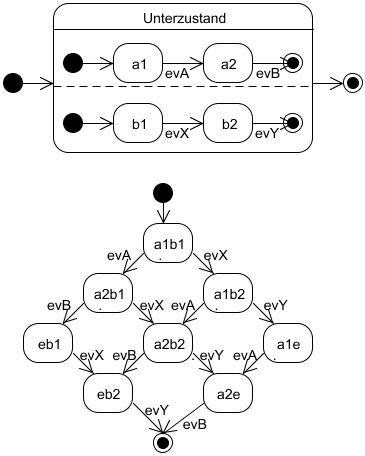 Unterzustand
a1 a2
evA evB
b1 b2
evX evY
a1b1
evA evX
a2b1 a1b2
evB evX evA evY
eb1 a2b2 a1e
evX evB evY evA
eb2 a2e
evY evB